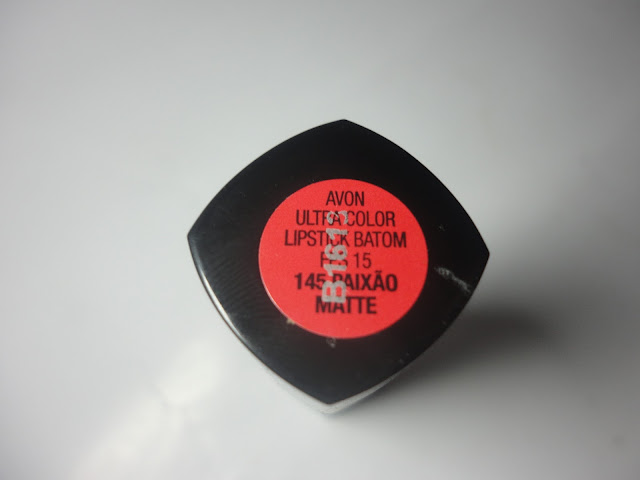 AVON
ULTRA COLOR
LIPSTICK BATOM
15
145 PAIXÃO
MATTE